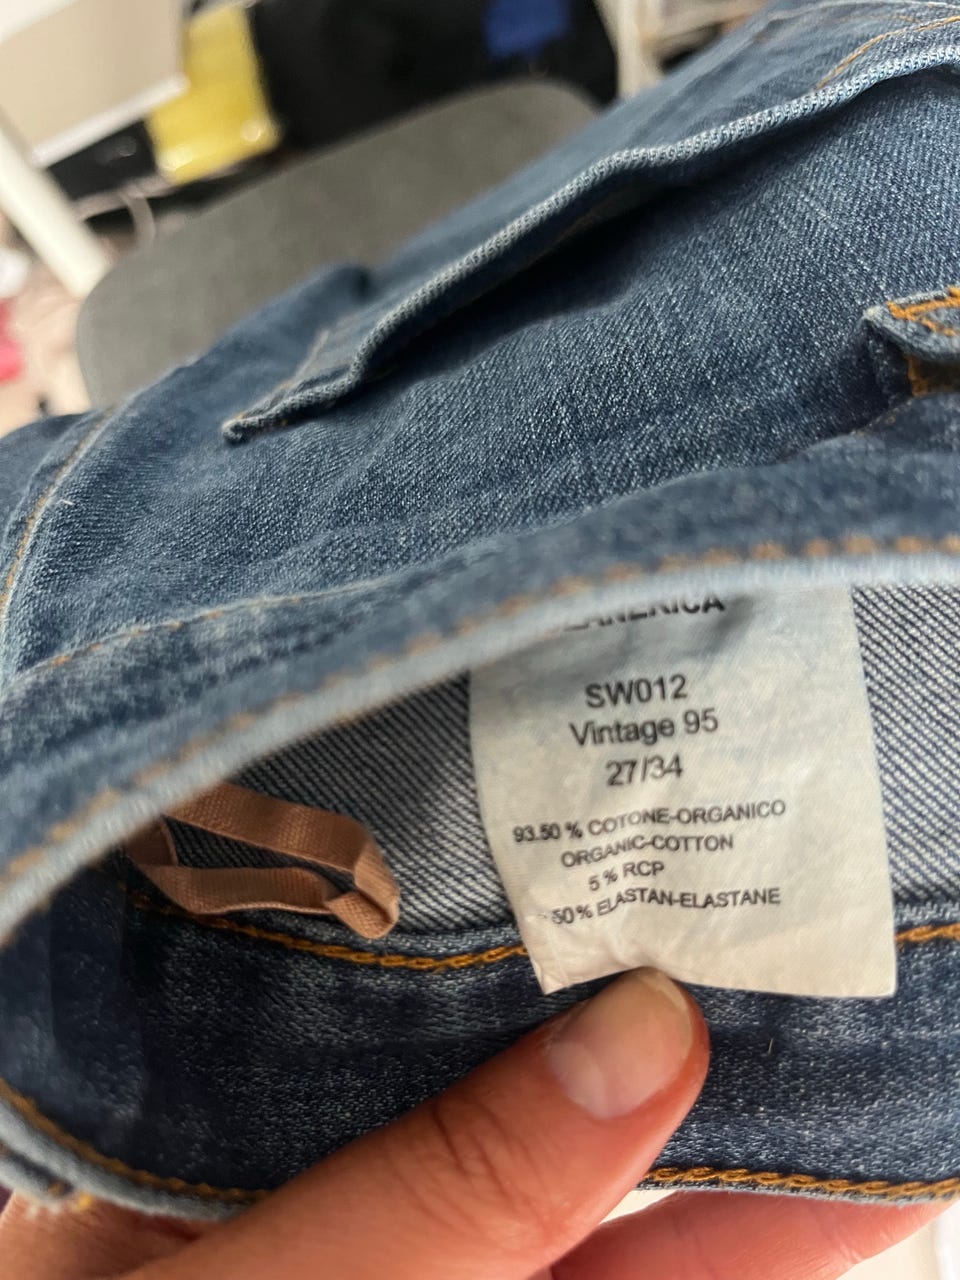 SW012
Vintage 95
27/34
93.50 % COTONE-ORGANICO
ORGANIC-COTTON
5 % RCP
50% ELASTAN-ELASTANE